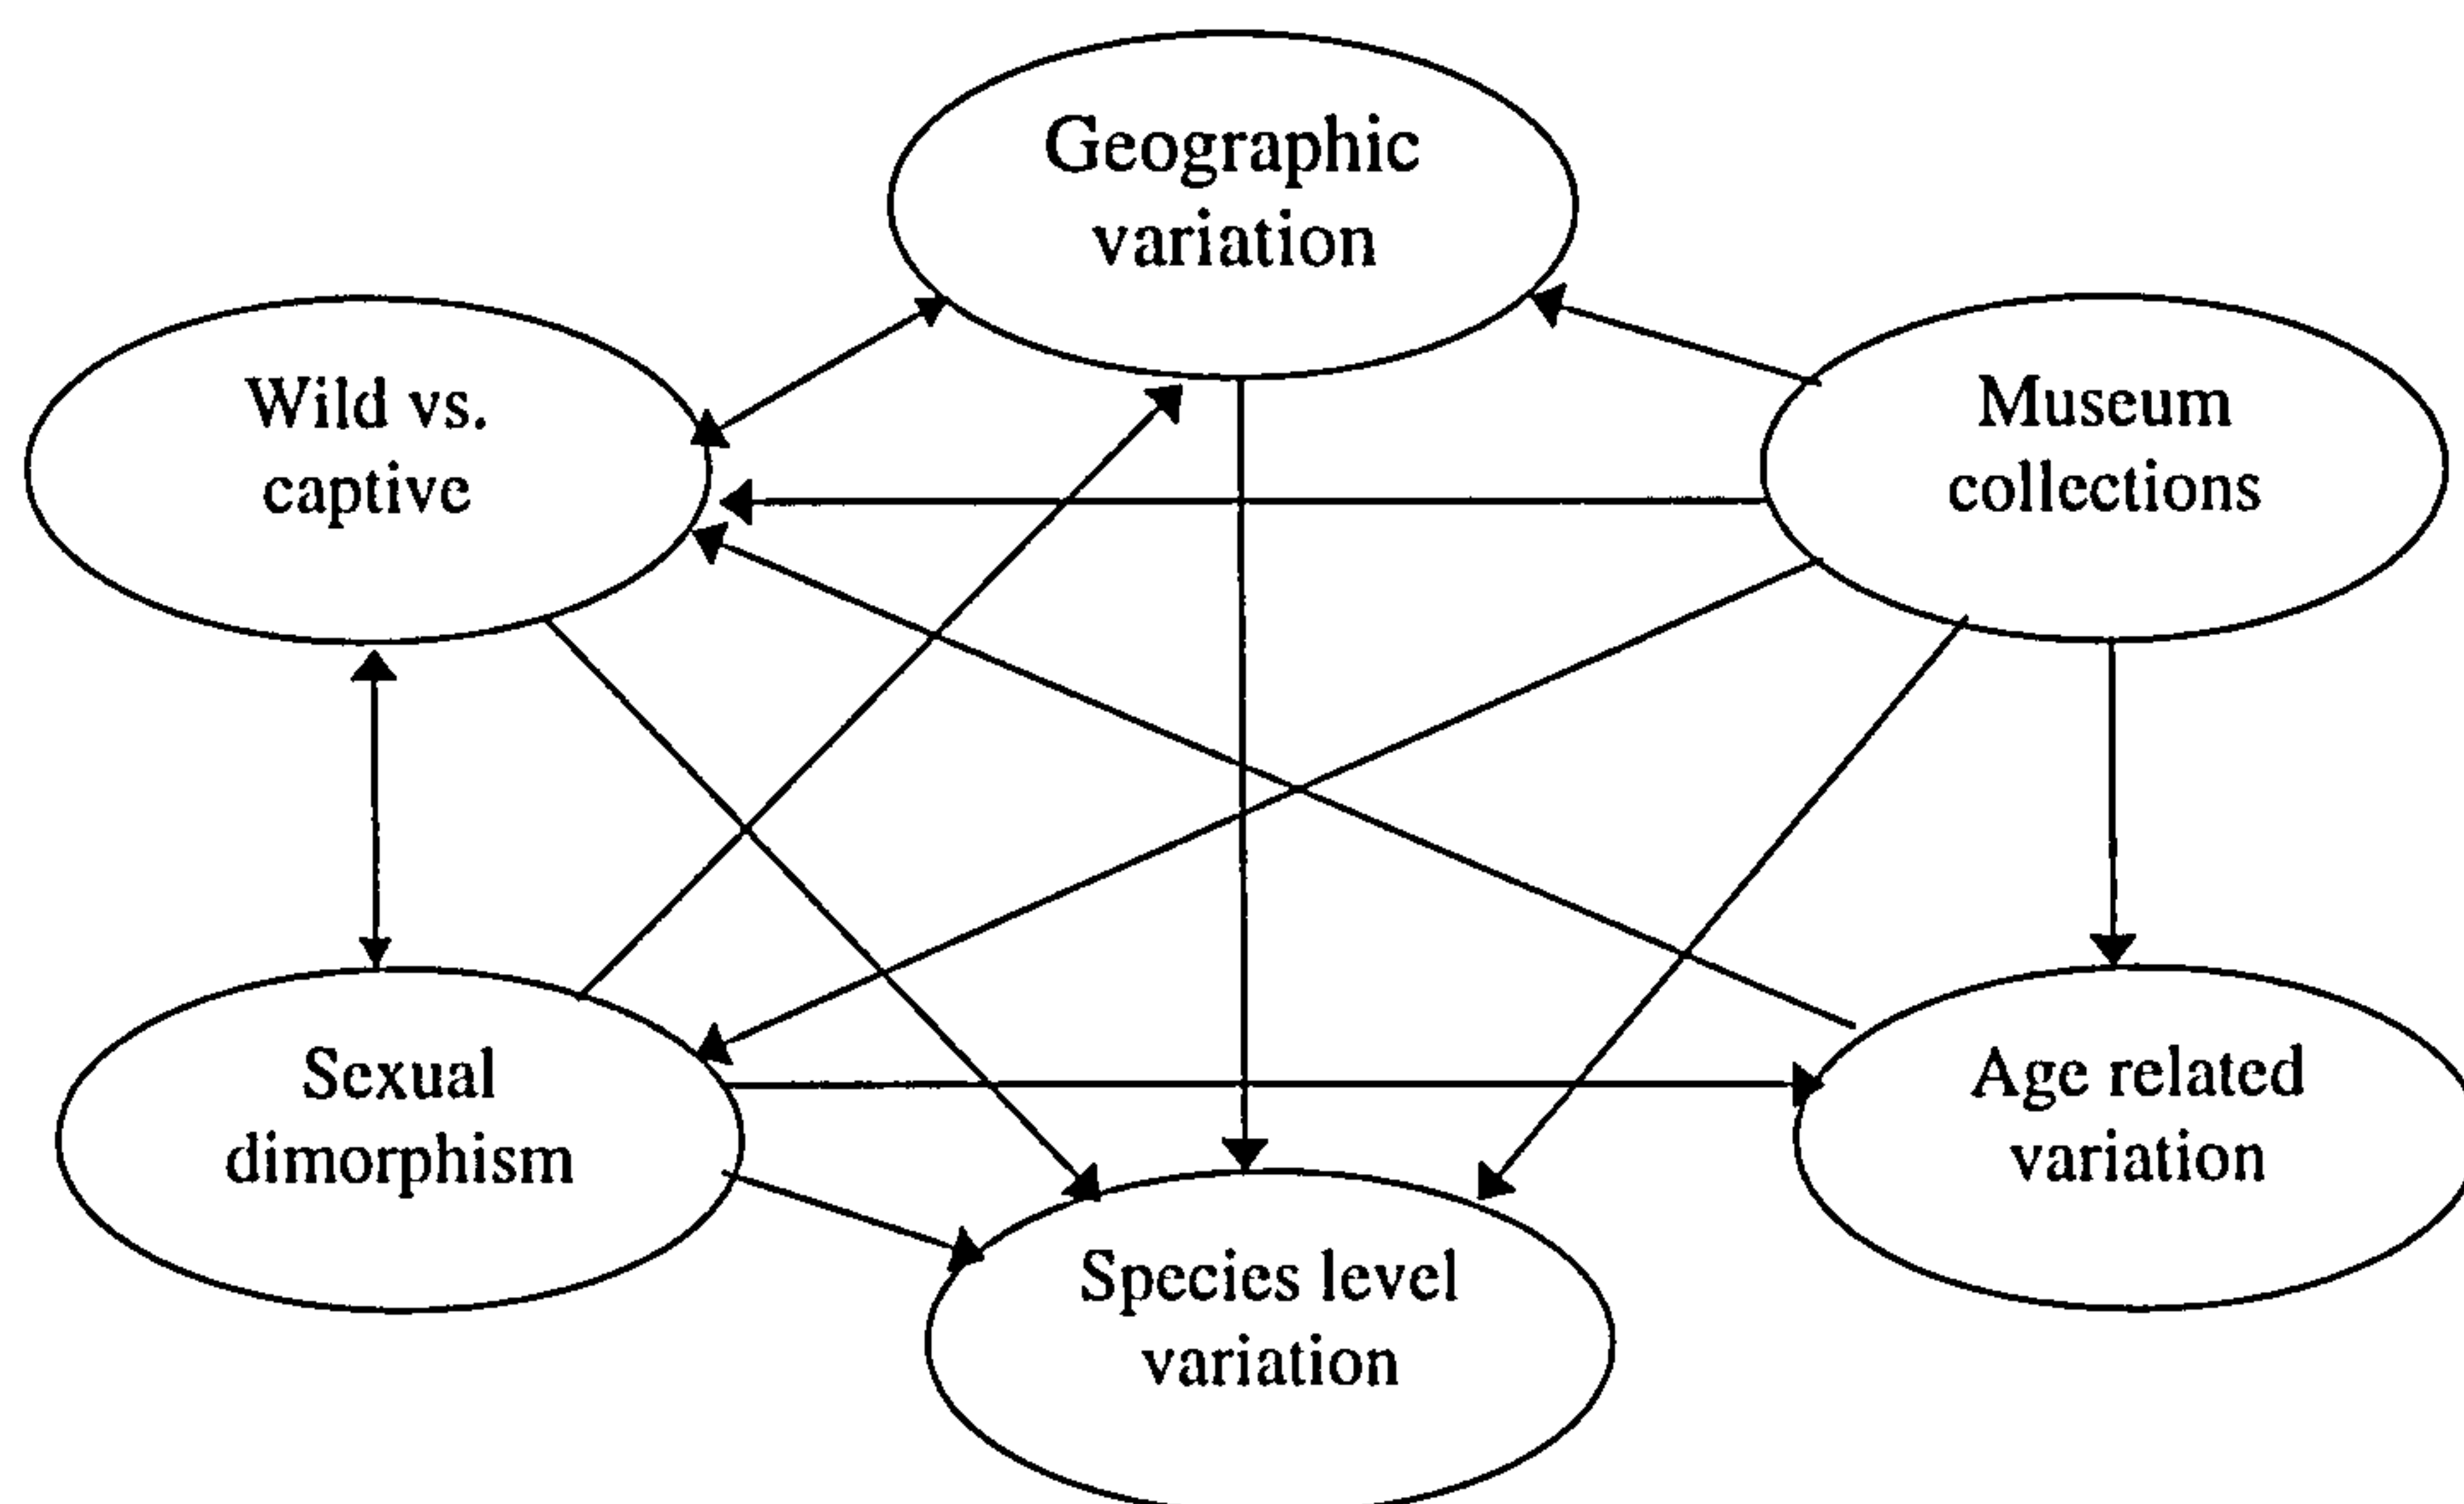 Geographic
variation
Wild vs.
captive
Museum
collections
Sexual
dimorphism
Age related
variation
Species level
variation